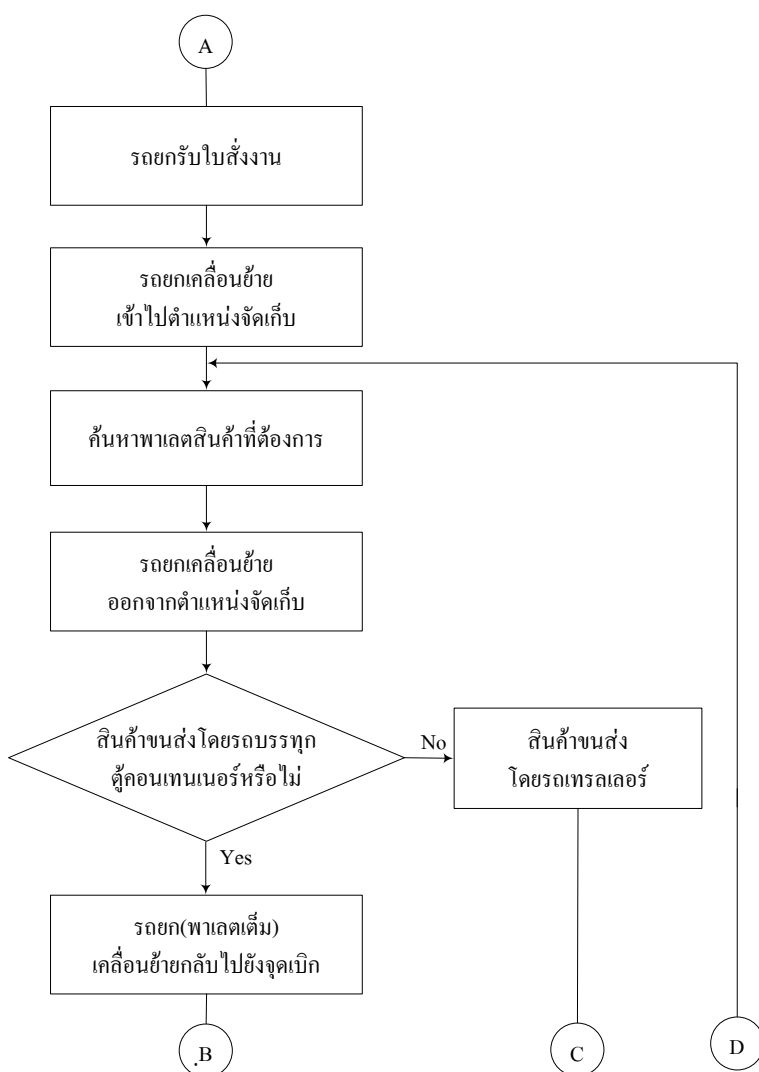 A
รถยกรับใบสั่งงาน
รถยกเคลื่อนย้าย
เข้าไปตำแหน่งจัดเก็บ
ค้นหาพาเลตสินค้าที่ต้องการ
รถยกเคลื่อนย้าย
ออกจากตำแหน่งจัดเก็บ
สินค้าขนส่งโดยรถบรรทุก
ตู้คอนเทนเนอร์หรือไม่
No
สินค้าขนส่ง
โดยรถเทรลเลอร์
Yes
รถยก(พาเลตเต็ม)
เคลื่อนย้ายกลับไปยังจุดเบิก
.B
C
D